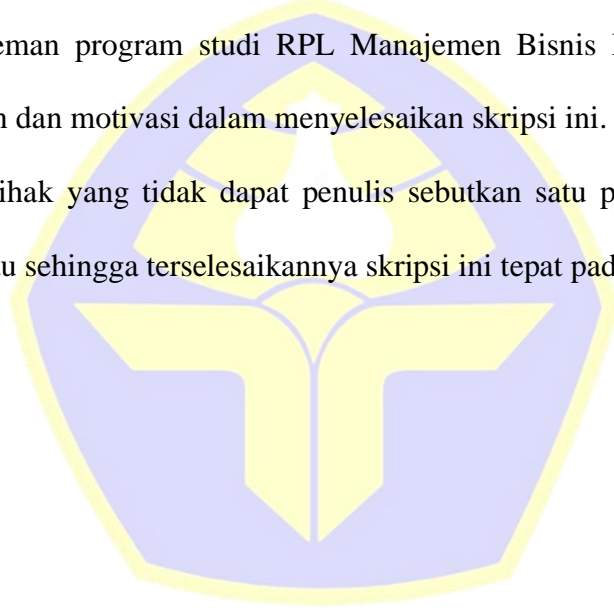 eman program studi RPL Manajemen Bisnis
n dan motivasi dalam menyelesaikan skripsi ini.
ihak yang tidak dapat penulis sebutkan satu p
u sehingga terselesaikannya skripsi ini tepat pad